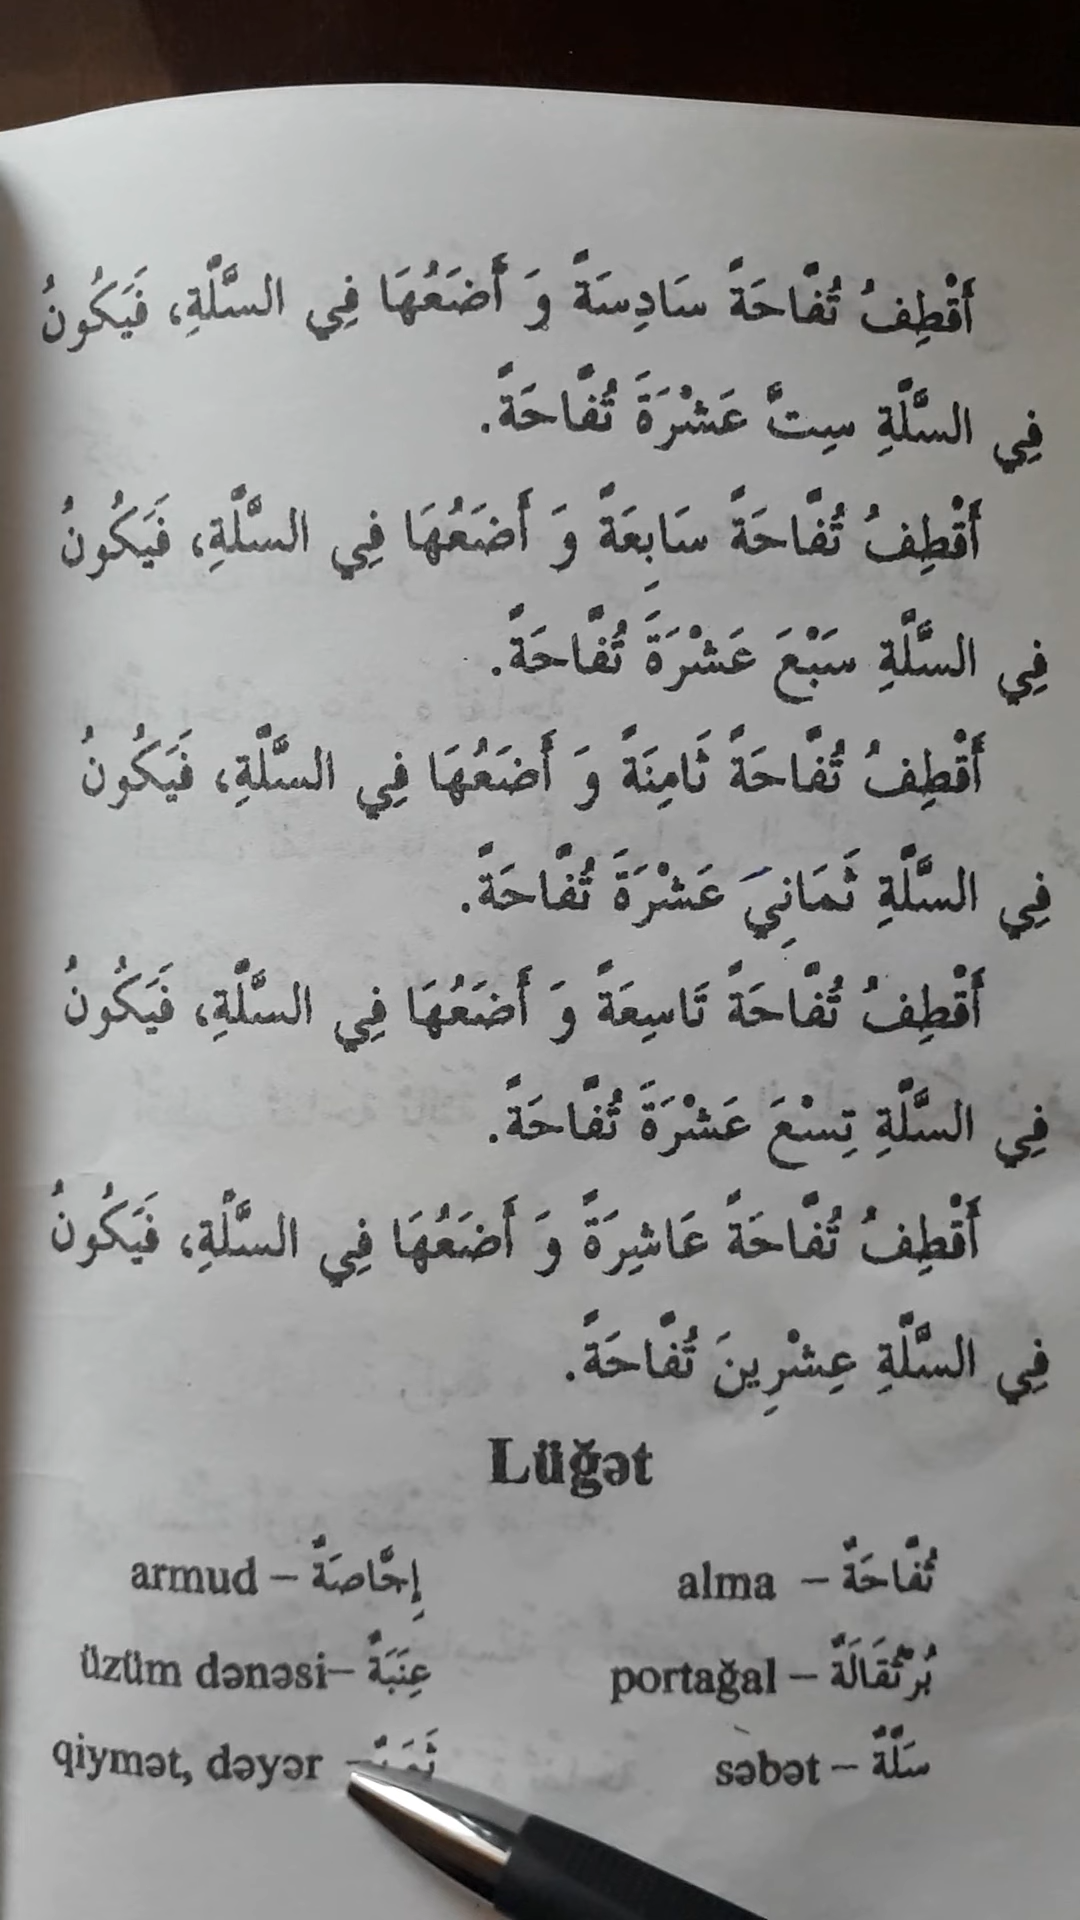 أَقْطِفُ تُفَّاحَةً سَادِسَةً وَ أَضَعُهَا فِي السَّلَّةِ، فَيَكُونُ
فِي السَّلَّةِ سِتَّ عَشْرَةَ تُفَّاحَةً.
أَقْطِفُ تُفَّاحَةً سَابِعَةً وَ أَضَعُهَا فِي السَّلَّةِ، فَيَكُونُ
فِي السَّلَّةِ سَبْعَ عَشْرَةَ تُفَّاحَةً.
أَقْطِفُ تُفَّاحَةً ثَامِنَةً وَ أَضَعُهَا فِي السَّلَّةِ، فَيَكُونُ
فِي السَّلَّةِ ثَمَانِيَ عَشْرَةَ تُفَّاحَةً.
أَقْطِفُ تُفَّاحَةً تَاسِعَةً وَ أَضَعُهَا فِي السَّلَّةِ، فَيَكُونُ
فِي السَّلَّةِ تِسْعَ عَشْرَةَ تُفَّاحَةً.
أَقْطِفُ تُفَّاحَةً عَاشِرَةً وَ أَضَعُهَا فِي السَّلَّةِ، فَيَكُونُ
فِي السَّلَّةِ عِشْرِينَ تُفَّاحَةً.
Lüğət
armud – إِجَّاصَةٌ alma – تُفَّاحَةٌ
üzüm dənəsi– عِنَبَةٌ portağal – بُرْتُقَالَةٌ
qiymət, dəyər – səbət – سَلَّةٌ